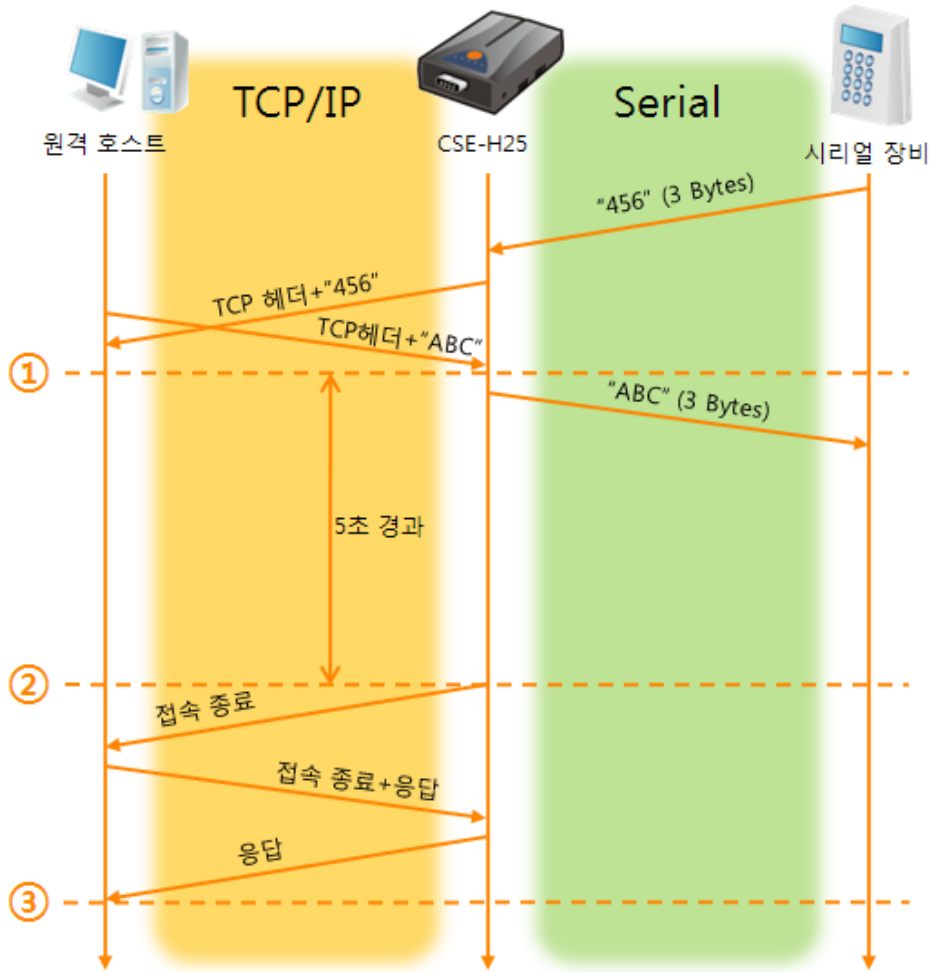 TCP/IP
Serial
원격 호스트
CSE-H25
시리얼 장비
"456" (3 Bytes)
TCP 헤더+"456"
TCP헤더+"ABC"
①
"ABC" (3 Bytes)
5초 경과
②
접속 종료
접속 종료+응답
응답
③